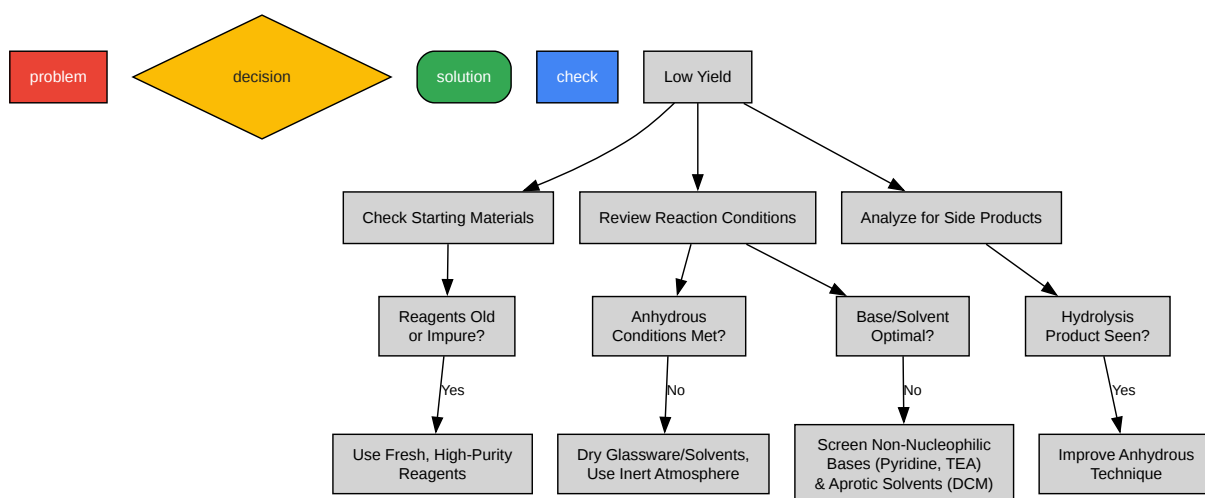 problem
decision
solution
check
Low Yield
Check Starting Materials
Review Reaction Conditions
Analyze for Side Products
Reagents Old
or Impure?
Anhydrous
Conditions Met?
Base/Solvent
Optimal?
Hydrolysis
Product Seen?
Yes
No
No
Yes
Use Fresh, High-Purity
Reagents
Dry Glassware/Solvents,
Use Inert Atmosphere
Screen Non-Nucleophilic
Bases (Pyridine, TEA)
& Aprotic Solvents (DCM)
Improve Anhydrous
Technique